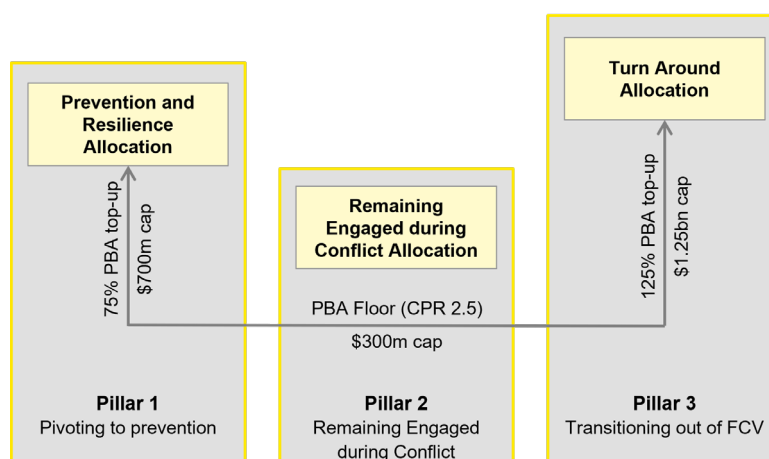 Prevention and
Resilience
Allocation
75% PBA top-up
$700m cap
Pillar 1
Pivoting to prevention
Remaining
Engaged during
Conflict Allocation
PBA Floor (CPR 2.5)
$300m cap
Pillar 2
Remaining Engaged
during Conflict
Turn Around
Allocation
125% PBA top-up
$1.25bn cap
Pillar 3
Transitioning out of FCV